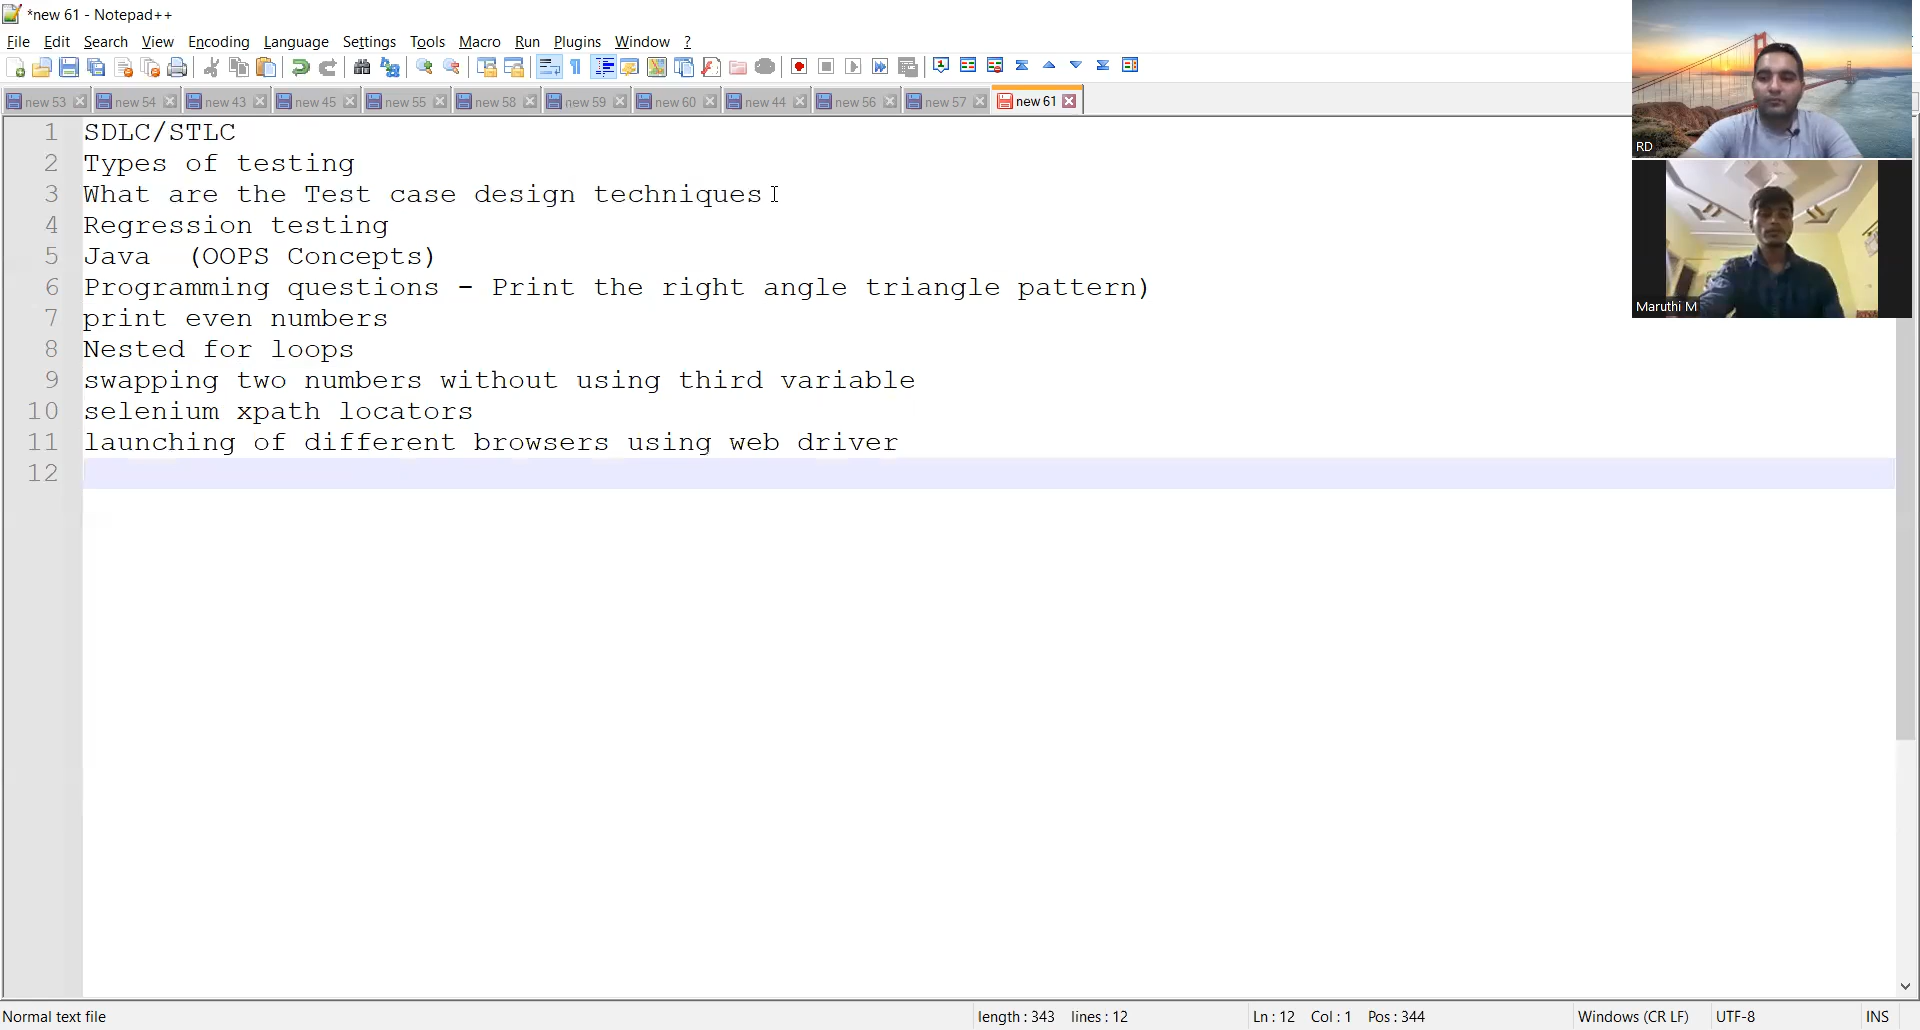 *new 61 - Notepad++
File Edit Search View Encoding Language Settings Tools Macro Run Plugins Window ?
new 53 new 54 new 43 new 45 new 55 new 58 new 59 new 60 new 44 new 56 new 57 new 61
1 SDLC/STLC
2 Types of testing
3 What are the Test case design techniques
4 Regression testing
5 Java (OOPS Concepts)
6 Programming questions - Print the right angle triangle pattern)
7 print even numbers
8 Nested for loops
9 swapping two numbers without using third variable
10 selenium xpath locators
11 launching of different browsers using web driver
12
RD
Maruthi M
Normal text file length : 343 lines : 12 Ln : 12 Col : 1 Pos : 344 Windows (CR LF) UTF-8 INS